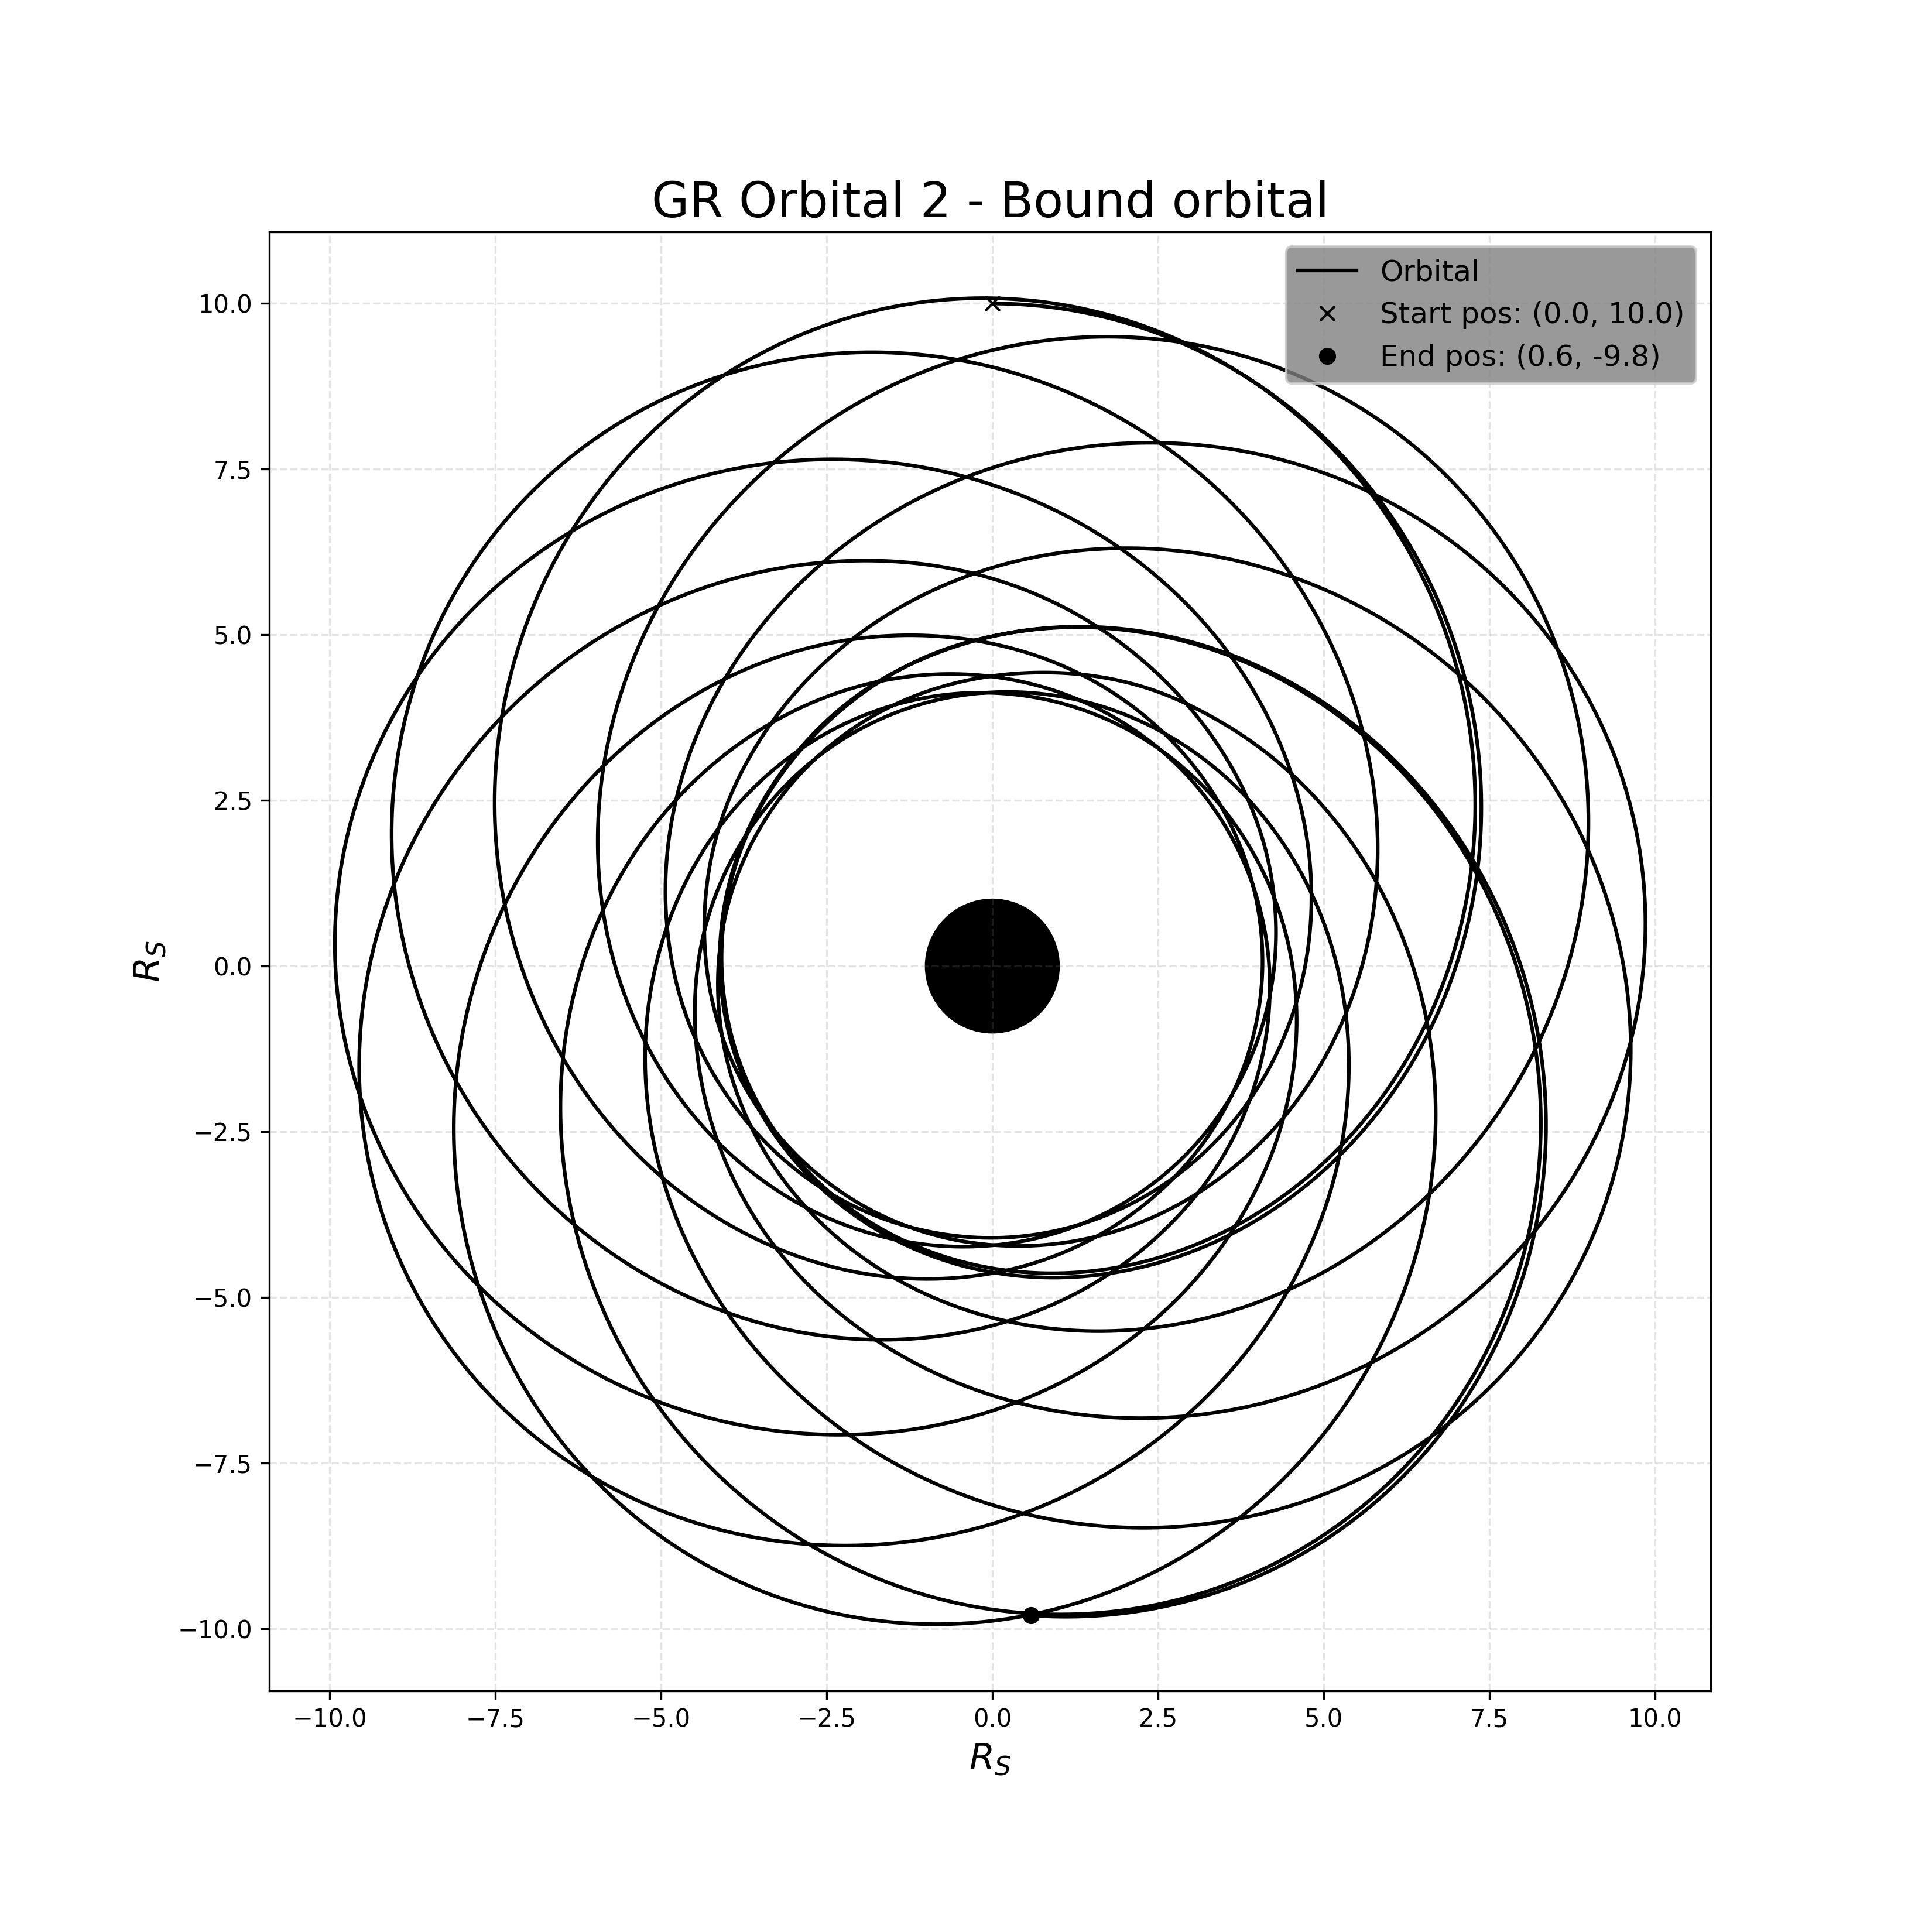 GR Orbital 2 - Bound orbital
Orbital
Start pos: (0.0, 10.0)
End pos: (0.6, -9.8)
10.0
7.5
5.0
2.5
0.0
−2.5
−5.0
−7.5
−10.0
R_S
−10.0 −7.5 −5.0 −2.5 0.0 2.5 5.0 7.5 10.0
R_S